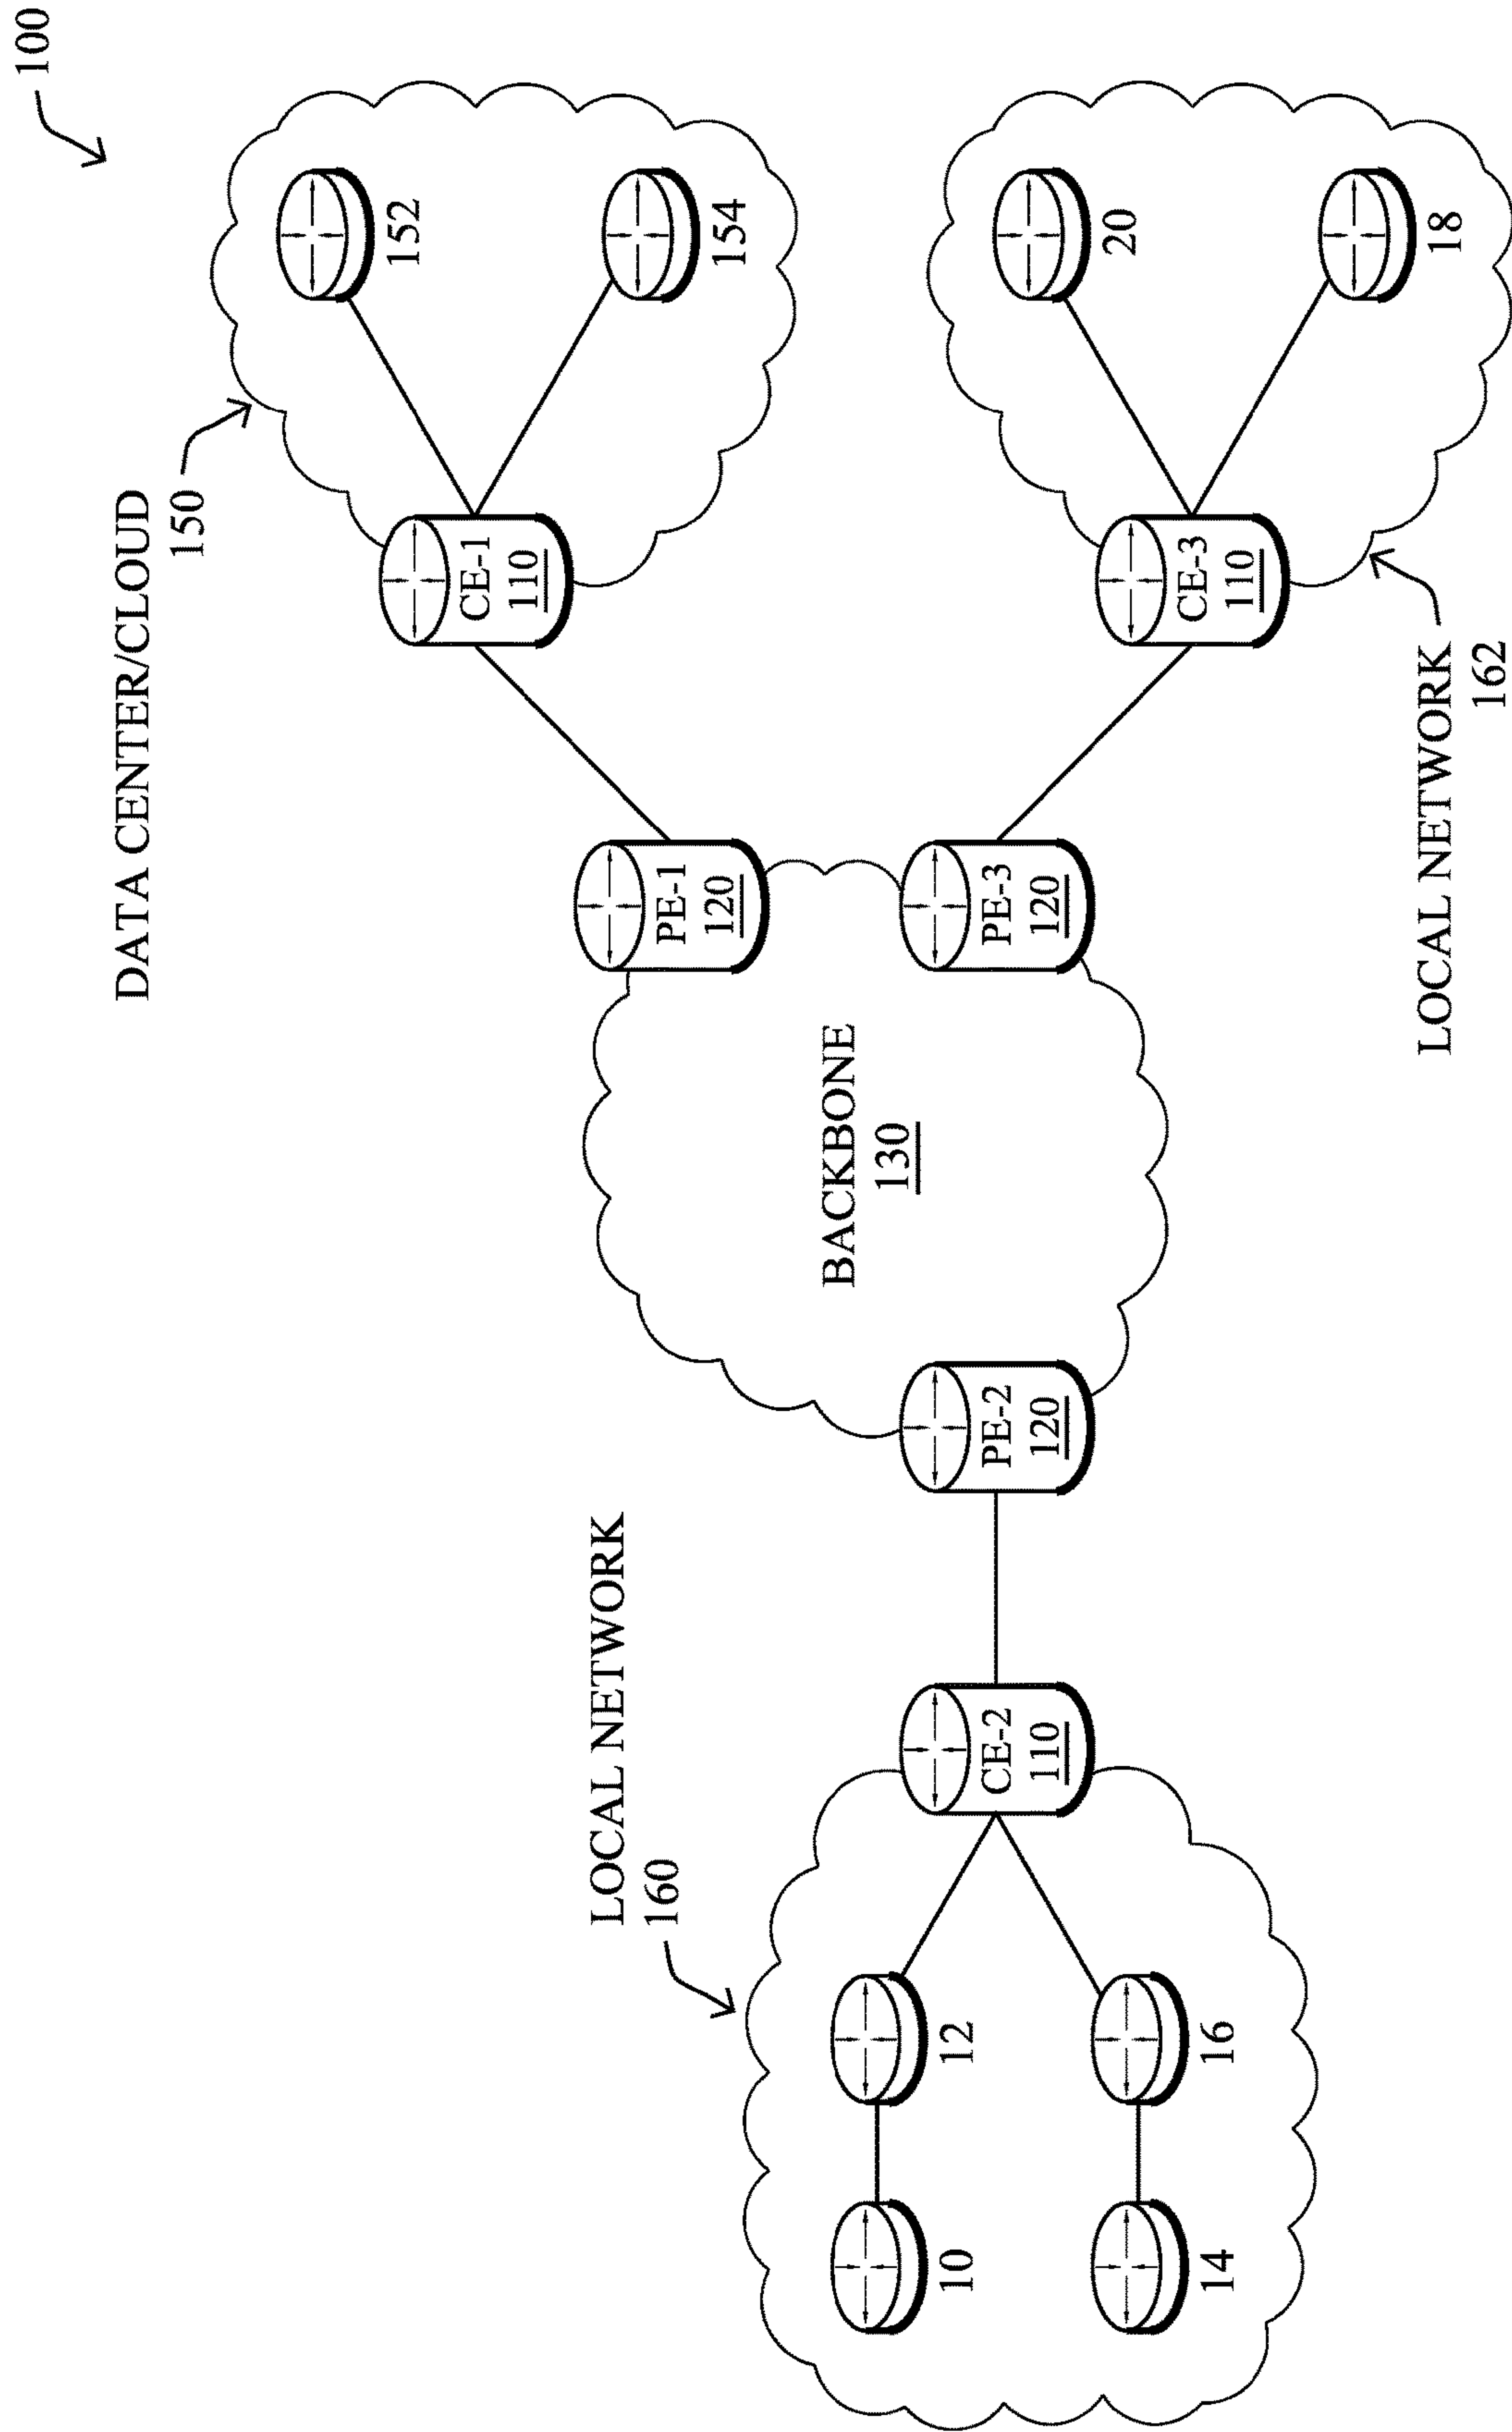 100
DATA CENTER/CLOUD
150
152
154
CE-1
110
PE-1
120
BACKBONE
130
PE-3
120
CE-3
110
20
18
LOCAL NETWORK
162
LOCAL NETWORK
160
PE-2
120
CE-2
110
12
10
16
14